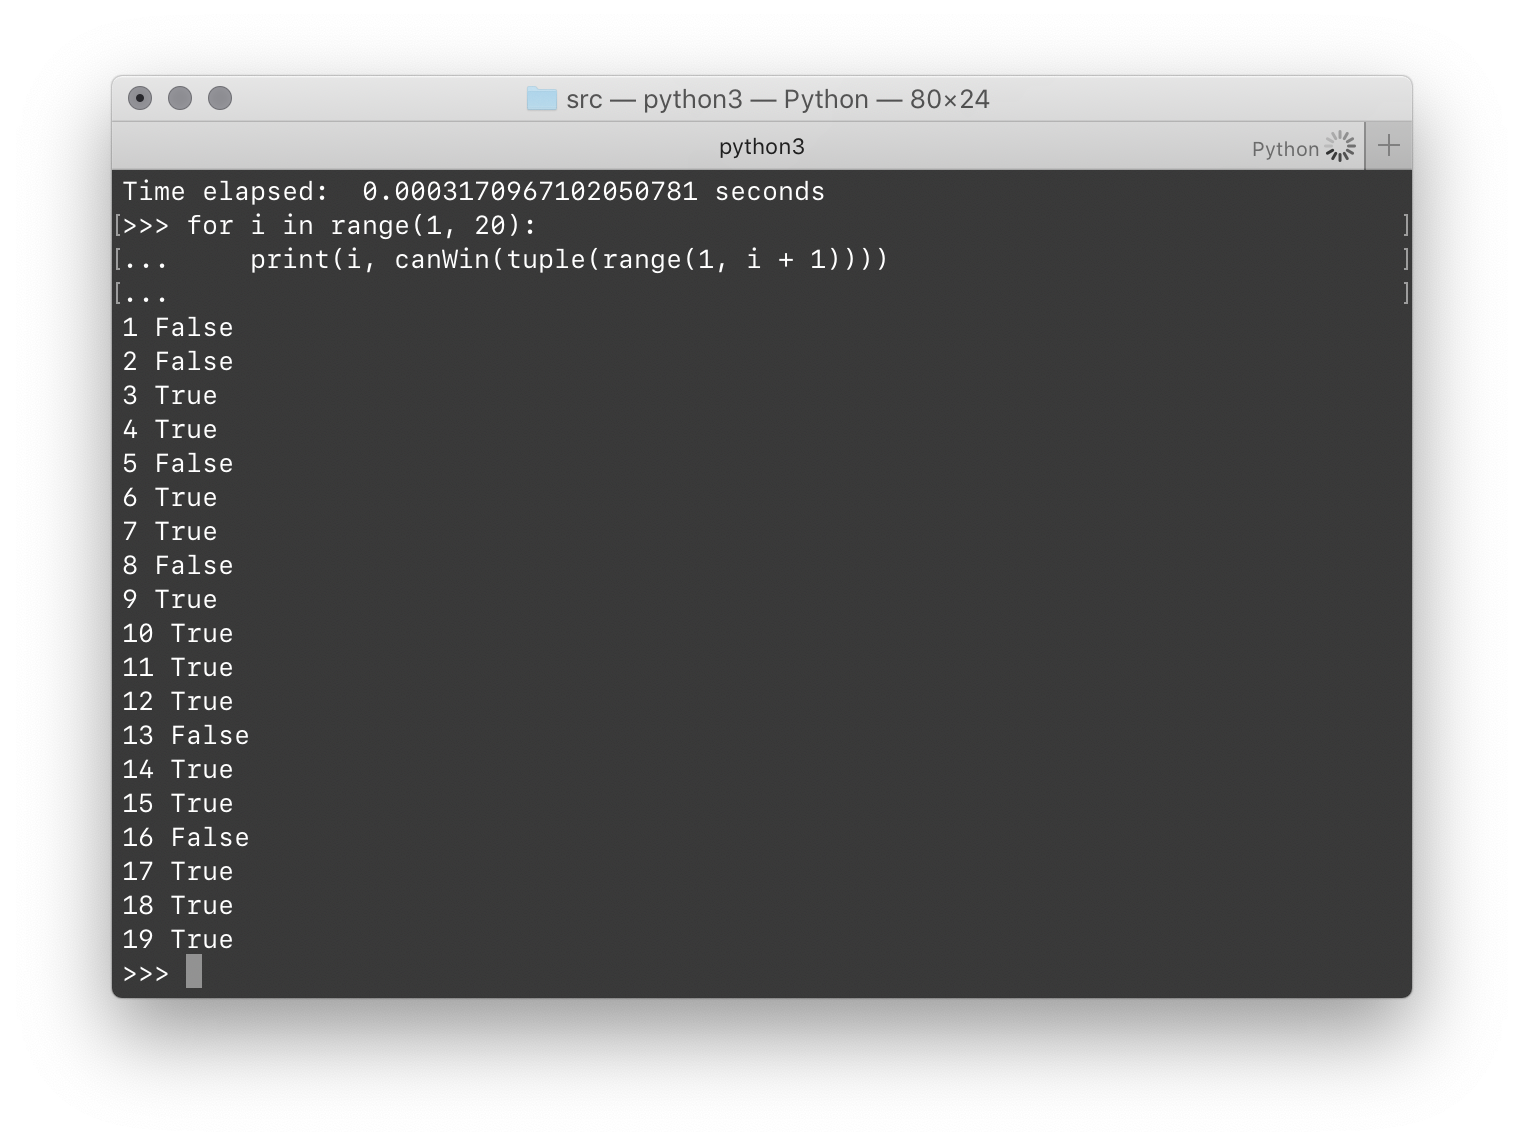 src — python3 — Python — 80×24
python3
Python
Time elapsed:  0.0003170967102050781 seconds
[>>> for i in range(1, 20): ]
[...     print(i, canWin(tuple(range(1, i + 1)))) ]
[... ]
1 False
2 False
3 True
4 True
5 False
6 True
7 True
8 False
9 True
10 True
11 True
12 True
13 False
14 True
15 True
16 False
17 True
18 True
19 True
>>>